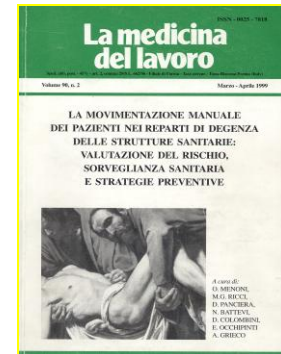 ISSN - 0025 - 7818
La medicina
del lavoro
Volume 90, n. 2
Marzo - Aprile 1999
LA MOVIMENTAZIONE MANUALE
DEI PAZIENTI NEI REPARTI DI DEGENZA
DELLE STRUTTURE SANITARIE:
VALUTAZIONE DEL RISCHIO,
SORVEGLIANZA SANITARIA
E STRATEGIE PREVENTIVE
A cura di:
O. MENONI,
M.G. RICCI,
D. PANCIERA,
N. BATTEVI,
D. COLOMBINI,
E. OCCHIPINTI
A. GRIECO